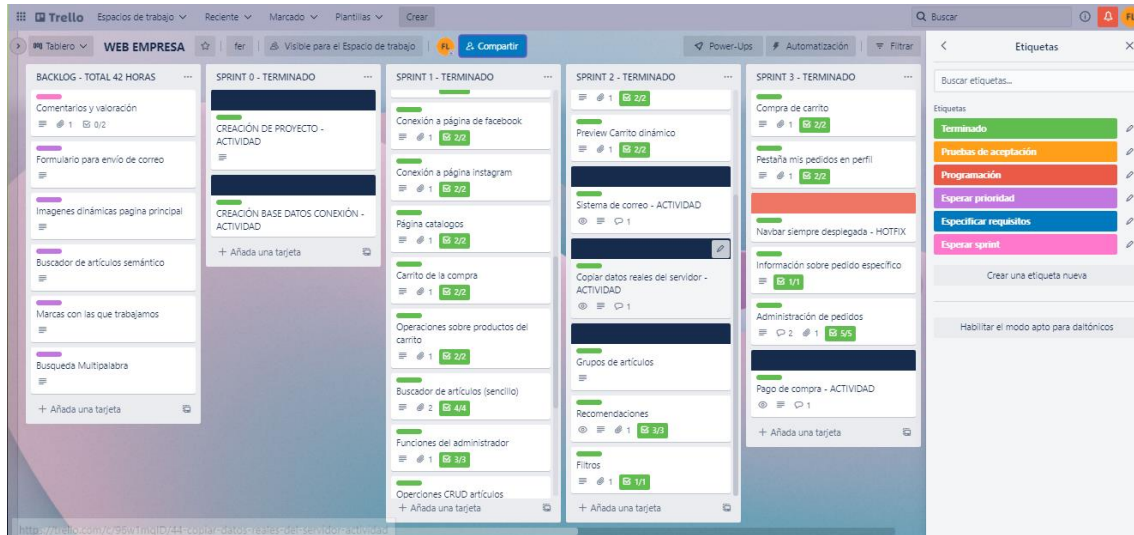 Trello Espacios de trabajo Reciente Marcado Plantillas Crear Buscar FL
Tablero WEB EMPRESA fer Visible para el Espacio de trabajo FL Compartir Power-Ups Automatización Filtrar
BACKLOG - TOTAL 42 HORAS
Comentarios y valoración
1 0/2
Formulario para envío de correo
Imagenes dinámicas pagina principal
Buscador de artículos semántico
Marcas con las que trabajamos
Busqueda Multipalabra
+ Añada una tarjeta
SPRINT 0 - TERMINADO
CREACIÓN DE PROYECTO -
ACTIVIDAD
CREACIÓN BASE DATOS CONEXIÓN -
ACTIVIDAD
+ Añada una tarjeta
SPRINT 1 - TERMINADO
Conexión a página de facebook
1 2/2
Conexión a página instagram
1 2/2
Página catalogos
1 2/2
Carrito de la compra
1 2/2
Operaciones sobre productos del
carrito
1 2/2
Buscador de artículos (sencillo)
2 4/4
Funciones del administrador
1 3/3
Operciones CRUD artículos
+ Añada una tarjeta
SPRINT 2 - TERMINADO
1 2/2
Preview Carrito dinámico
1 2/2
Sistema de correo - ACTIVIDAD
1
Copiar datos reales del servidor -
ACTIVIDAD
1
Grupos de artículos
Recomendaciones
1 3/3
Filtros
1 1/1
+ Añada una tarjeta
SPRINT 3 - TERMINADO
Compra de carrito
1 2/2
Pestaña mis pedidos en perfil
1 2/2
Navbar siempre desplegada - HOTFIX
Información sobre pedido específico
1/1
Administración de pedidos
2 1 5/5
Pago de compra - ACTIVIDAD
1
+ Añada una tarjeta
Etiquetas
Buscar etiquetas...
Etiquetas
Terminado
Pruebas de aceptación
Programación
Esperar prioridad
Especificar requisitos
Esperar sprint
Crear una etiqueta nueva
Habilitar el modo apto para daltónicos